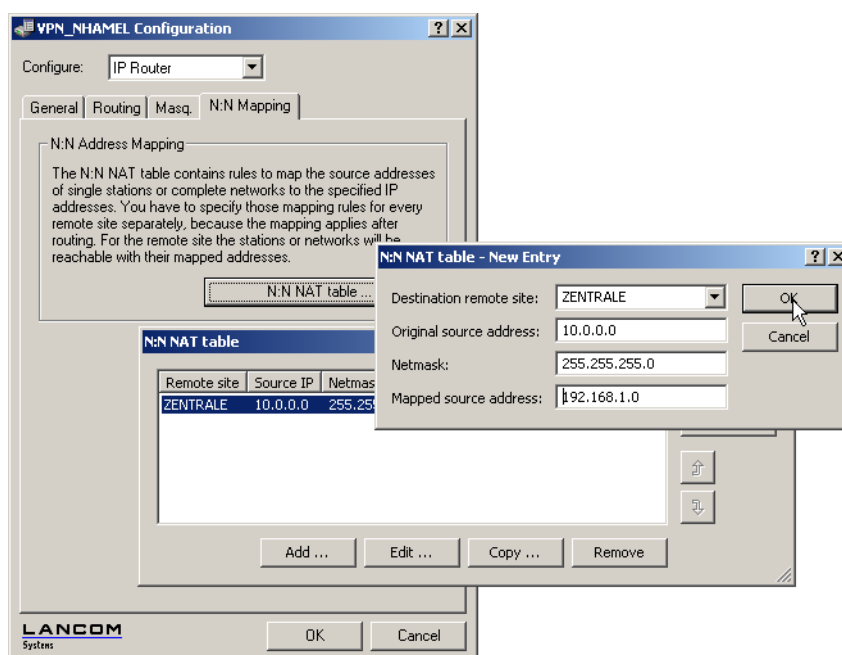 VPN_NHAMEL Configuration
Configure: IP Router
General Routing Masq. N:N Mapping
N:N Address Mapping
The N:N NAT table contains rules to map the source addresses
of single stations or complete networks to the specified IP
addresses. You have to specify those mapping rules for every
remote site separately, because the mapping applies after
routing. For the remote site the stations or networks will be
reachable with their mapped addresses.
N:N NAT table ...
N:N NAT table - New Entry
Destination remote site: ZENTRALE
OK
Original source address: 10.0.0.0
Cancel
Netmask: 255.255.255.0
Mapped source address: 192.168.1.0
N:N NAT table
Remote site Source IP
ZENTRALE 10.0.0.0
Add ... Edit ... Copy ... Remove
LANCOM
Systems
OK Cancel